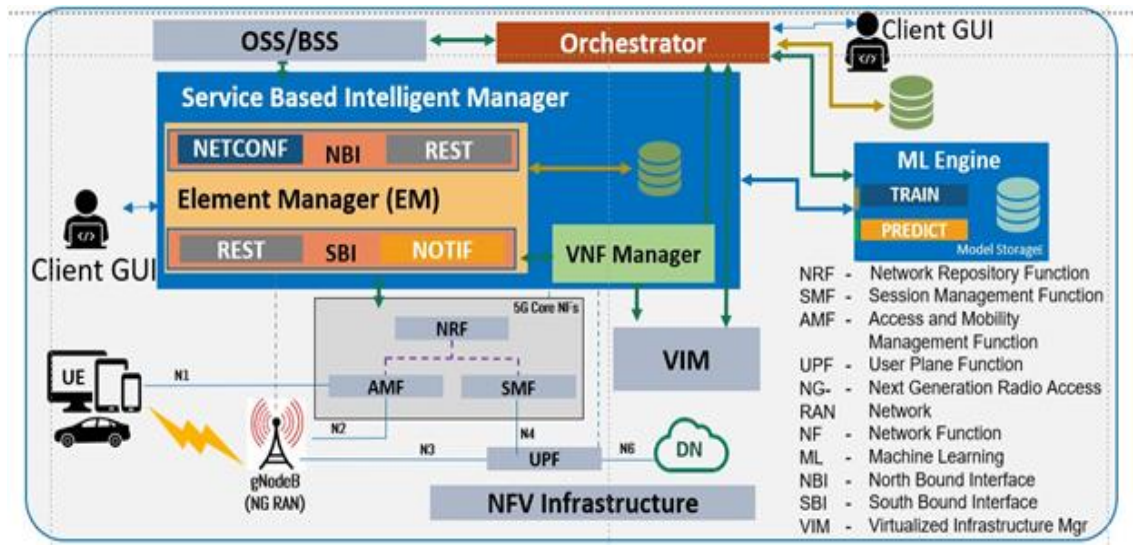 OSS/BSS
Orchestrator
Client GUI
Service Based Intelligent Manager
NETCONF
NBI
REST
Element Manager (EM)
REST
SBI
NOTIF
VNF Manager
Client GUI
ML Engine
TRAIN
PREDICT
Model Storagei
5G Core NFs
NRF
AMF
SMF
VIM
UE
N1
N2
N3
N4
UPF
N6
DN
gNodeB
(NG RAN)
NFV Infrastructure
NRF - Network Repository Function
SMF - Session Management Function
AMF - Access and Mobility
Management Function
UPF - User Plane Function
NG- - Next Generation Radio Access
RAN Network
NF - Network Function
ML - Machine Learning
NBI - North Bound Interface
SBI - South Bound Interface
VIM - Virtualized Infrastructure Mgr